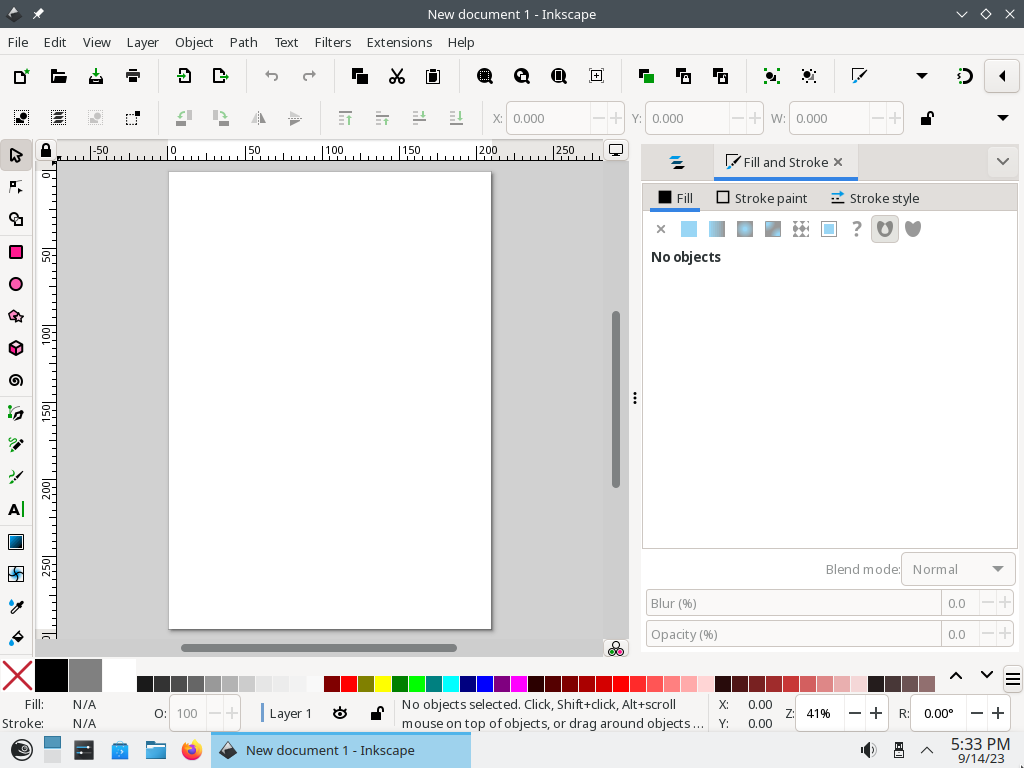 New document 1 - Inkscape
File Edit View Layer Object Path Text Filters Extensions Help
X: 0.000 Y: 0.000 W: 0.000
-50 0 50 100 150 200 250
Fill and Stroke
0
50
100
150
200
250
Fill Stroke paint Stroke style
?
No objects
Blend mode: Normal
Blur (%) 0.0
Opacity (%) 0.0
A
Fill: N/A
Stroke: N/A
O: 100
Layer 1
No objects selected. Click, Shift+click, Alt+scroll
mouse on top of objects, or drag around objects ...
X: 0.00
Y: 0.00
Z: 41%
R: 0.00°
New document 1 - Inkscape
5:33 PM
9/14/23